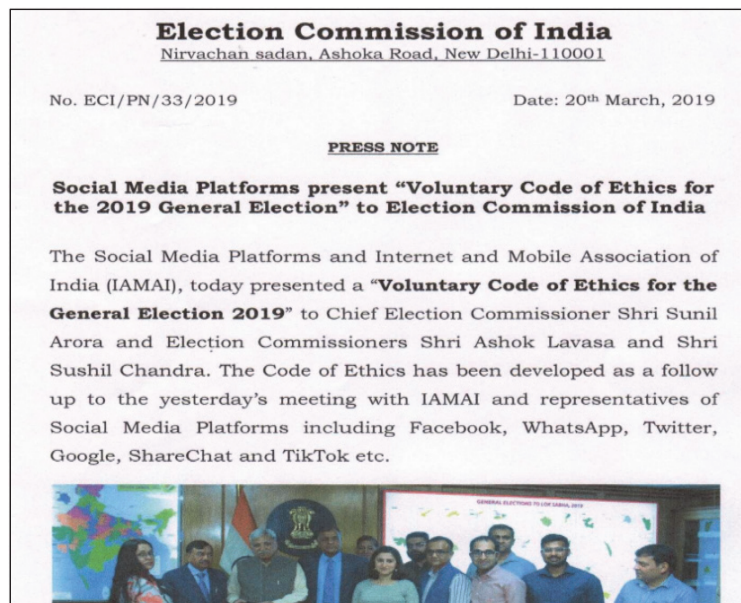 Election Commission of India
Nirvachan sadan, Ashoka Road, New Delhi-110001
No. ECI/PN/33/2019 Date: 20th March, 2019
PRESS NOTE
Social Media Platforms present “Voluntary Code of Ethics for
the 2019 General Election” to Election Commission of India
The Social Media Platforms and Internet and Mobile Association of
India (IAMAI), today presented a “Voluntary Code of Ethics for the
General Election 2019” to Chief Election Commissioner Shri Sunil
Arora and Election Commissioners Shri Ashok Lavasa and Shri
Sushil Chandra. The Code of Ethics has been developed as a follow
up to the yesterday’s meeting with IAMAI and representatives of
Social Media Platforms including Facebook, WhatsApp, Twitter,
Google, ShareChat and TikTok etc.
GENERAL ELECTIONS TO LOK SABHA, 2019